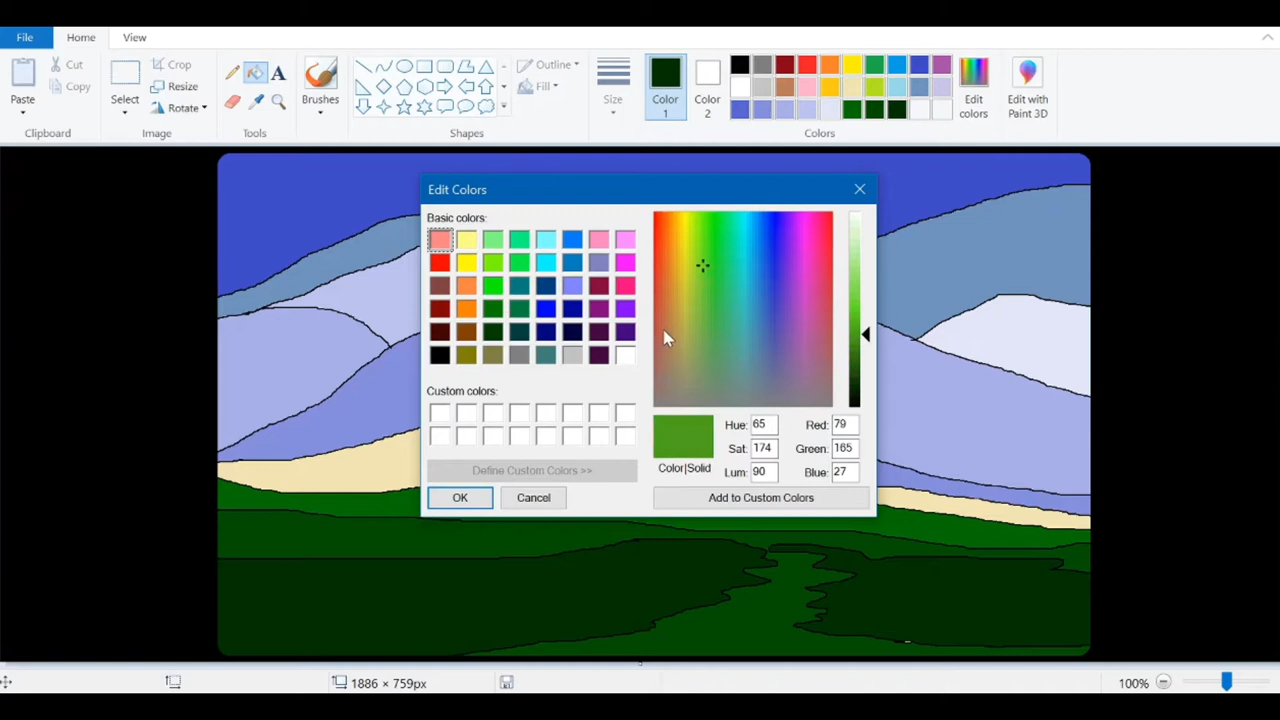 File Home View
Paste
Cut
Copy
Clipboard
Select
Crop
Resize
Rotate
Image
A
Tools
Brushes
Outline
Fill
Shapes
Size
Color
1
Color
2
Edit
colors
Edit with
Paint 3D
Colors
Edit Colors
Basic colors:
Custom colors:
Define Custom Colors >>
OK Cancel
Color|Solid
Hue: 65 Red: 79
Sat: 174 Green: 165
Lum: 90 Blue: 27
Add to Custom Colors
1886 × 759px 100%